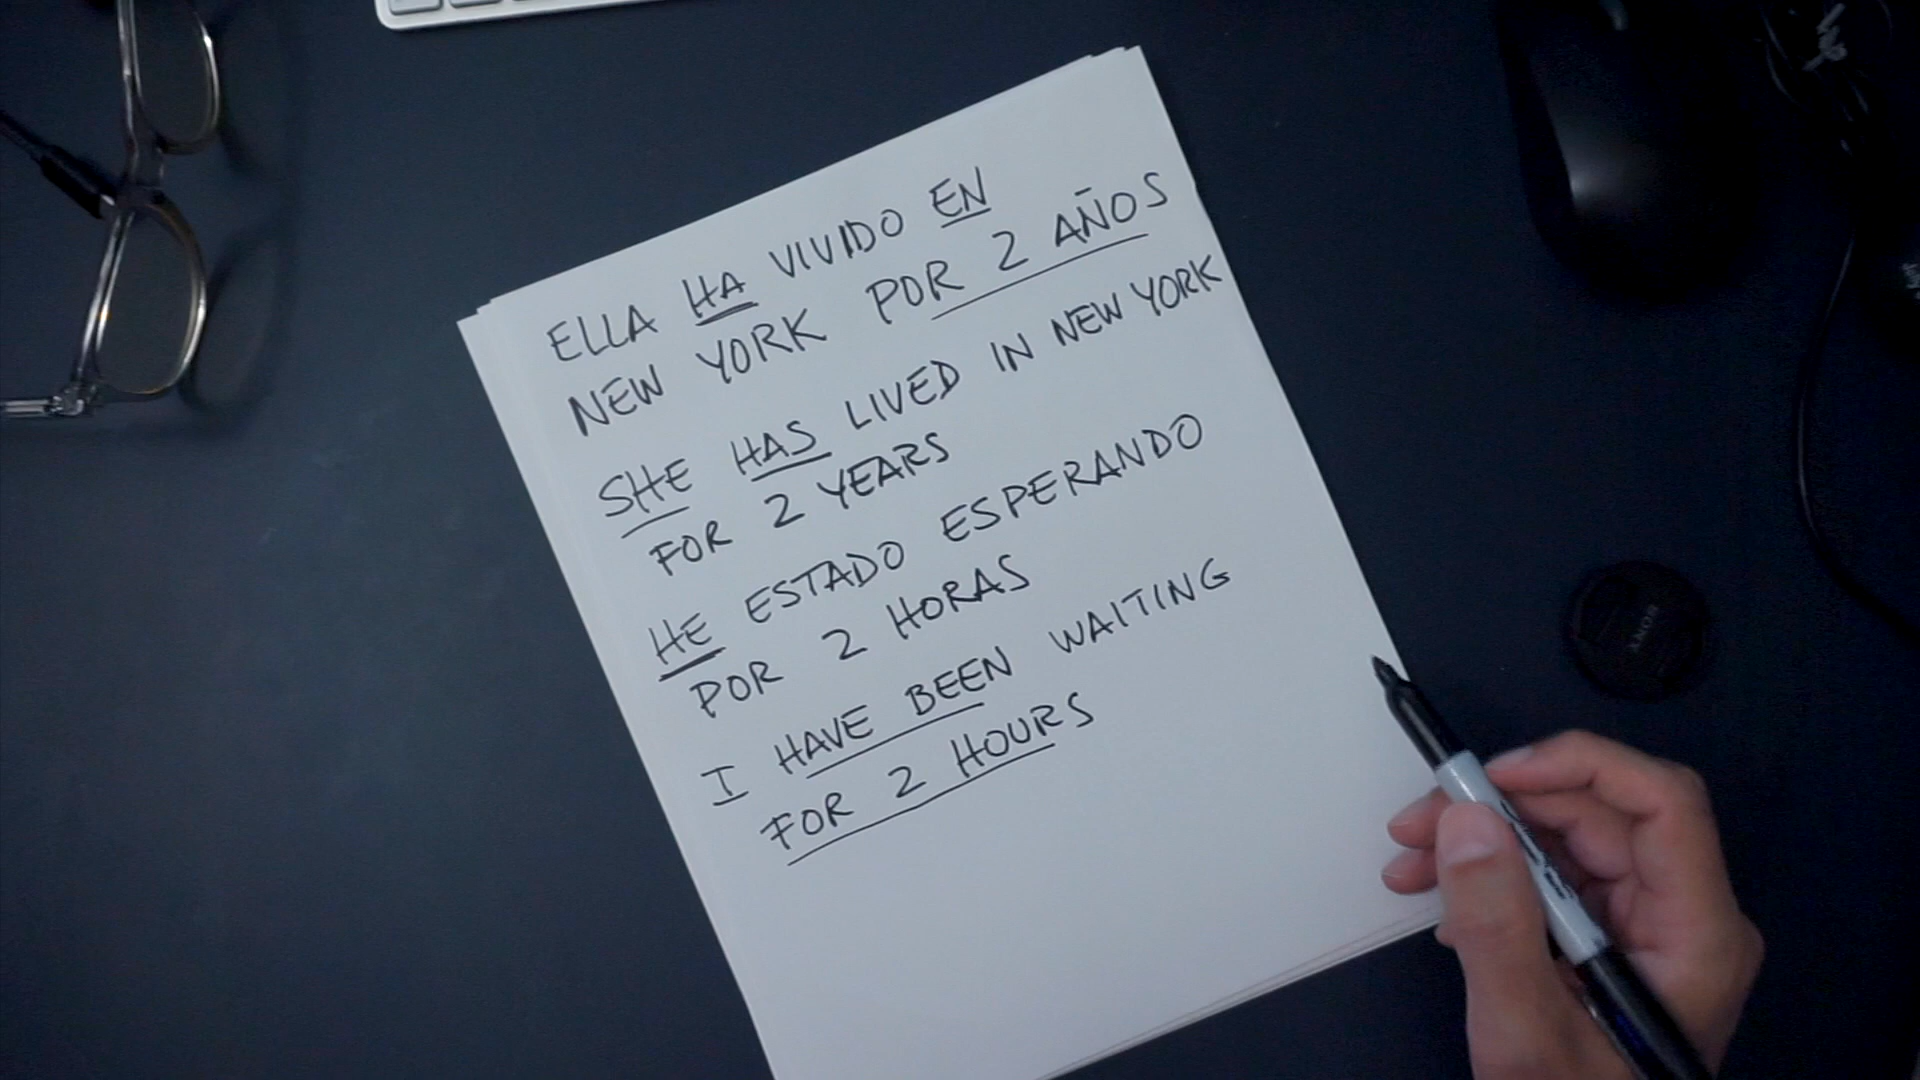 ELLA HA VIVIDO EN
NEW YORK POR 2 AÑOS
SHE HAS LIVED IN NEW YORK
FOR 2 YEARS
HE ESTADO ESPERANDO
POR 2 HORAS
I HAVE BEEN WAITING
FOR 2 HOURS
SONY